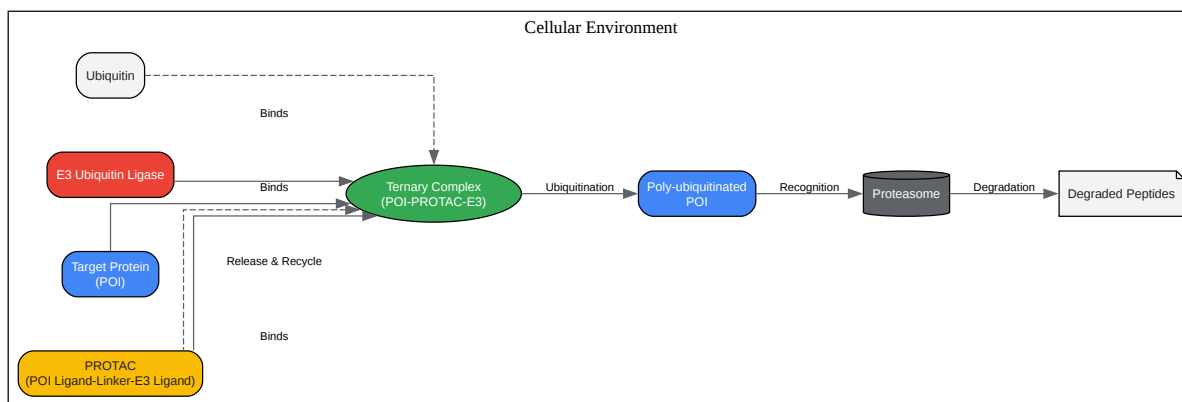 Cellular Environment
Ubiquitin
Binds
E3 Ubiquitin Ligase
Binds
Ternary Complex
(POI-PROTAC-E3)
Ubiquitination
Poly-ubiquitinated
POI
Recognition
Proteasome
Degradation
Degraded Peptides
Target Protein
(POI)
Release & Recycle
Binds
PROTAC
(POI Ligand-Linker-E3 Ligand)